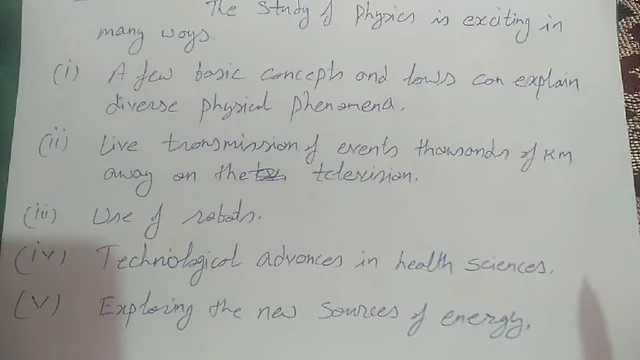 The study of physics is exciting in
many ways.
(i) A few basic concepts and laws can explain
diverse physical phenomena.
(ii) Live transmission of events thousands of KM
away on the television.
(iii) Use of robots.
(iv) Technological advances in health sciences.
(v) Exploring the new sources of energy.